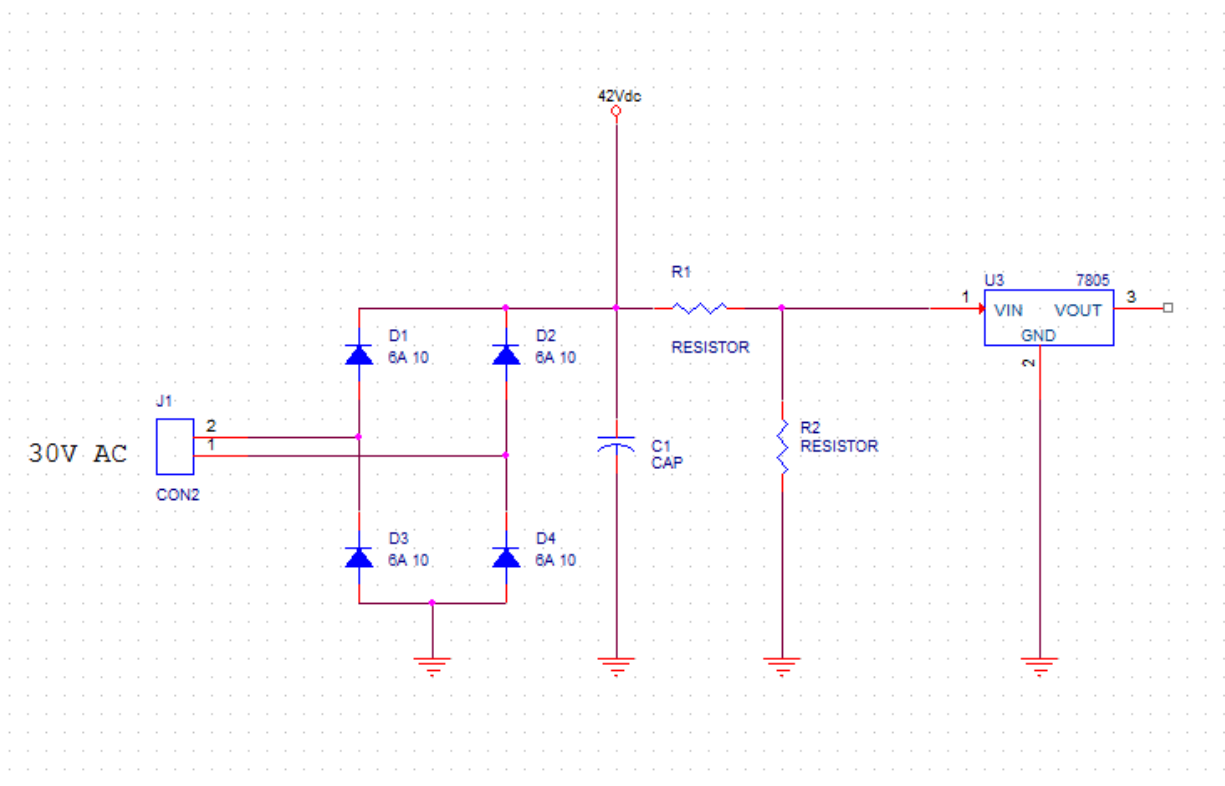 42Vdc
R1
RESISTOR
U3
7805
1
VIN
VOUT
3
GND
2
D1
6A 10
D2
6A 10
J1
2
1
30V AC
CON2
C1
CAP
R2
RESISTOR
D3
6A 10
D4
6A 10